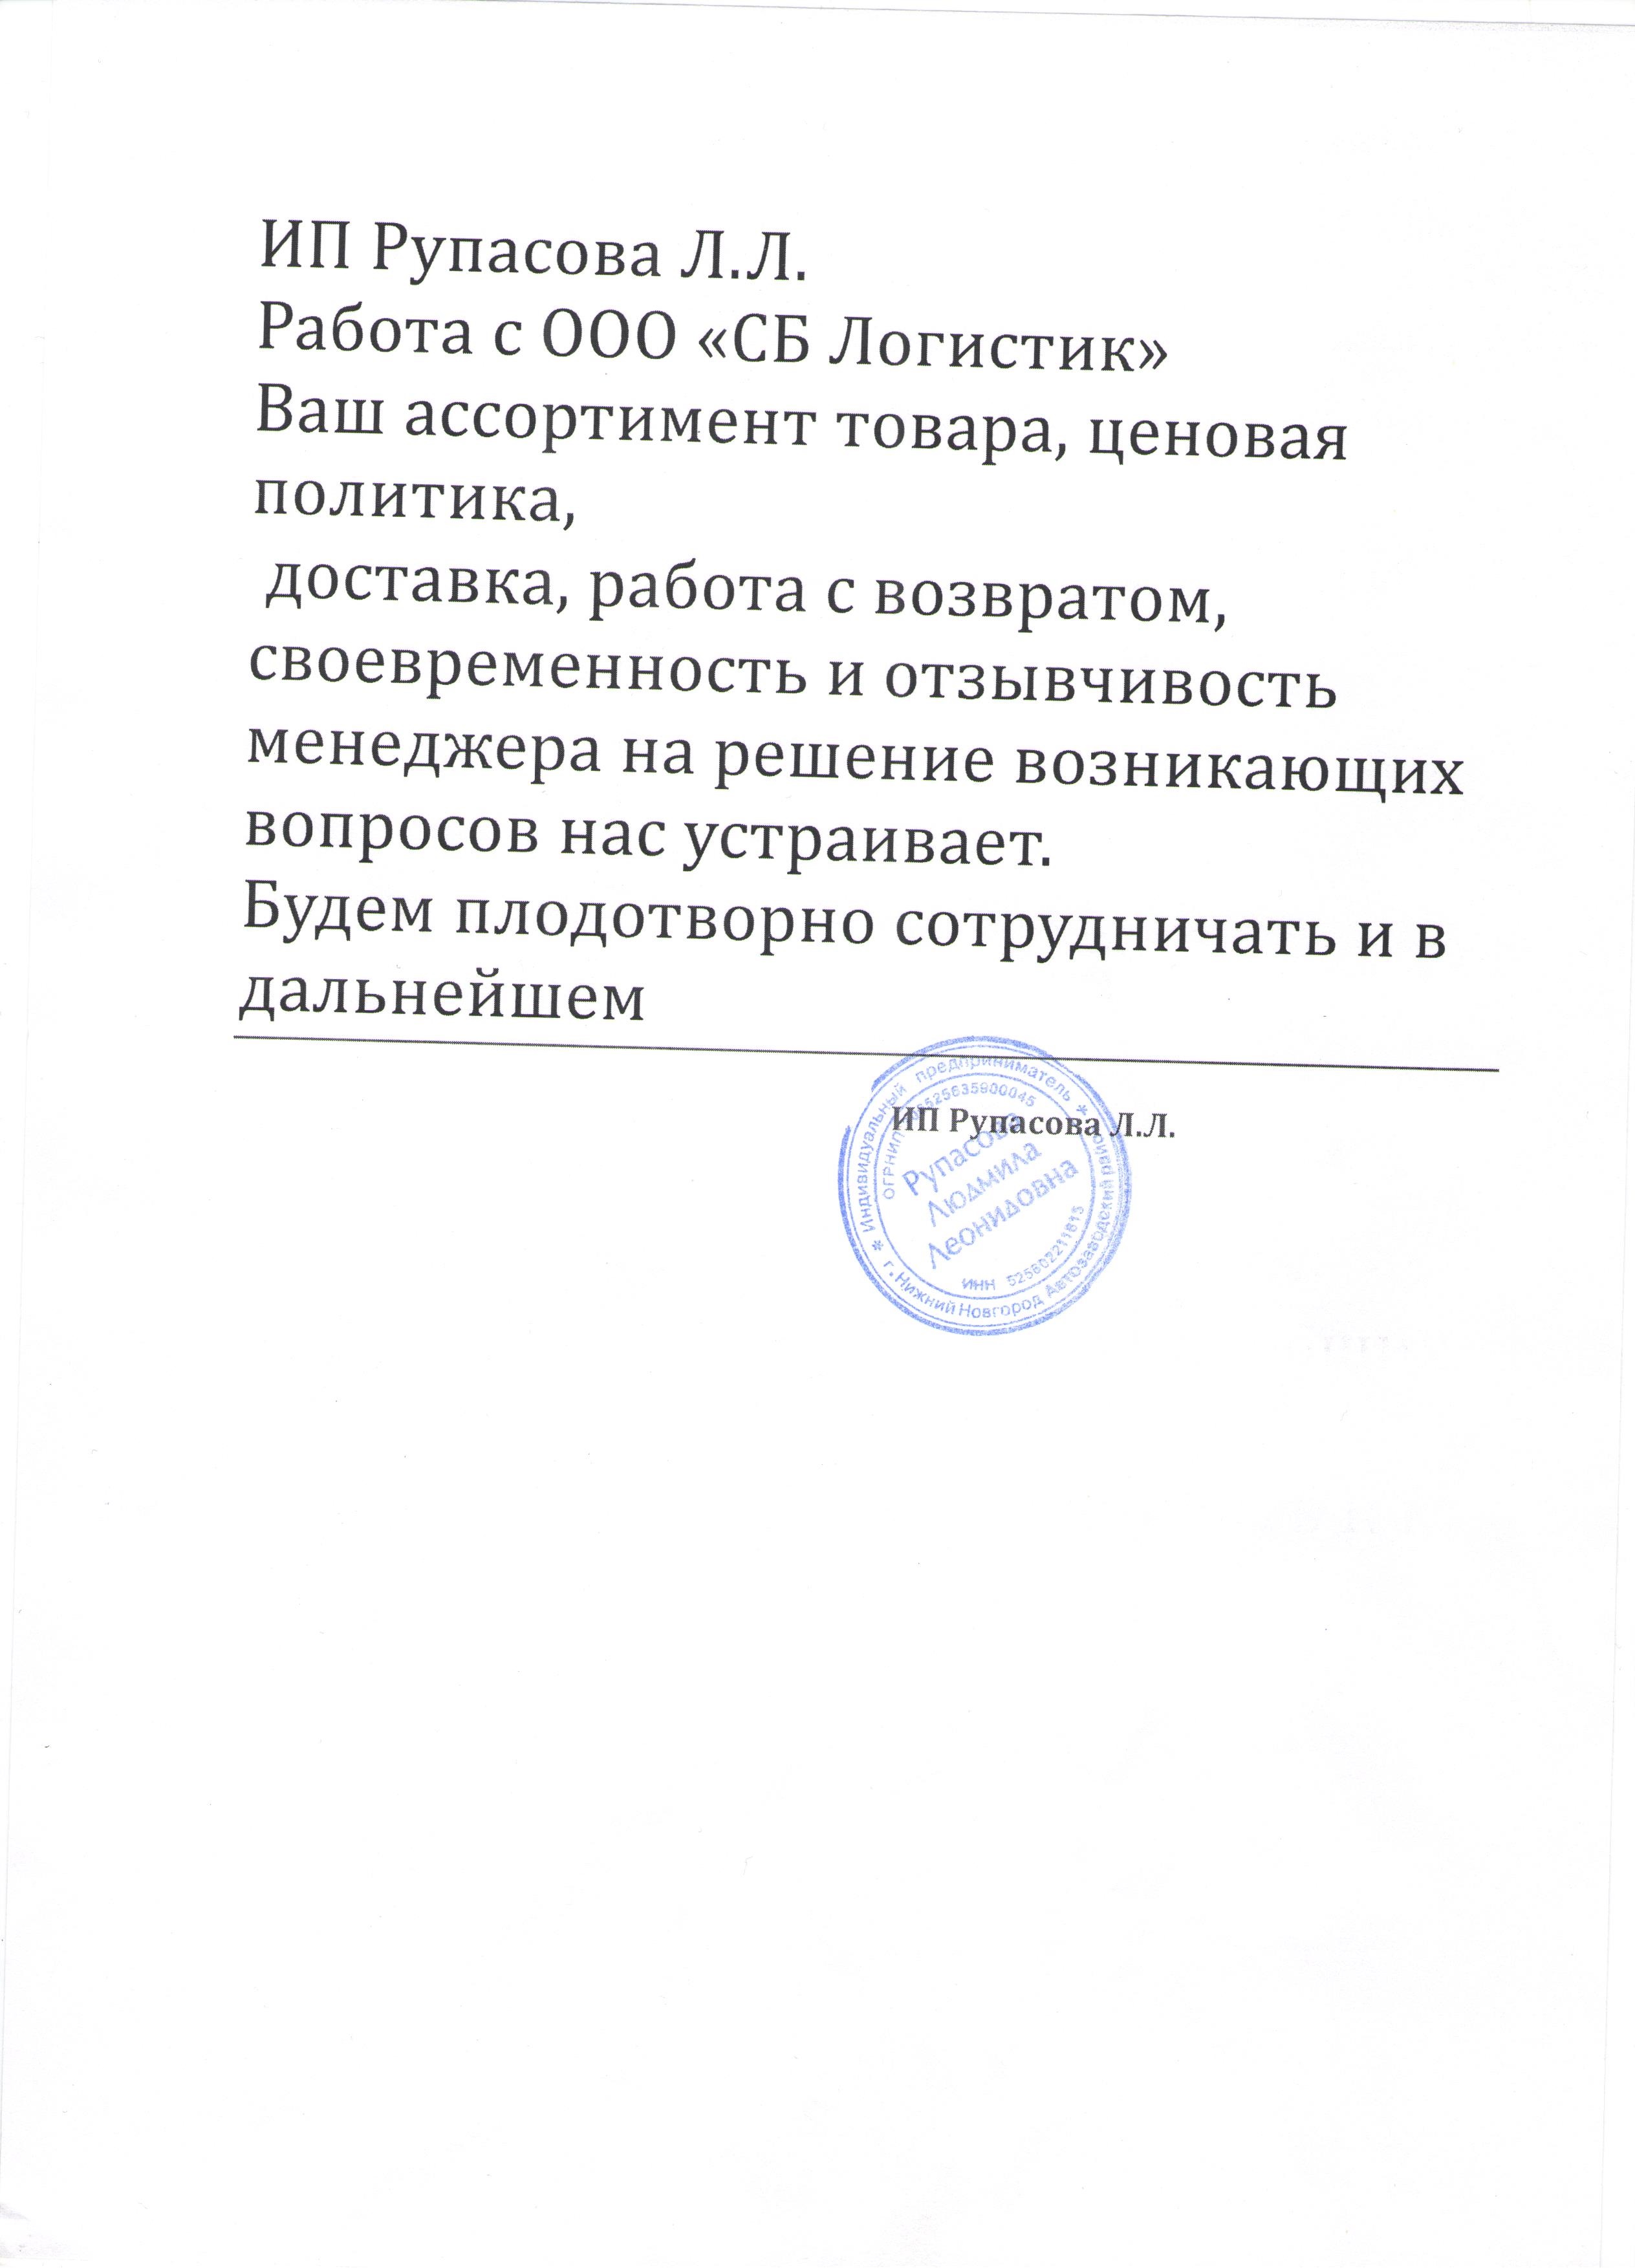 ИП Рупасова Л.Л.
Работа с ООО «СБ Логистик»
Ваш ассортимент товара, ценовая
политика,
доставка, работа с возвратом,
своевременность и отзывчивость
менеджера на решение возникающих
вопросов нас устраивает.
Будем плодотворно сотрудничать и в
дальнейшем
ИП Рупасова Л.Л.
* Индивидуальный предприниматель *
г. Нижний Новгород Автозаводский район
ОГРНИП
Рупасова
Людмила
Леонидовна
ИНН 525602211815